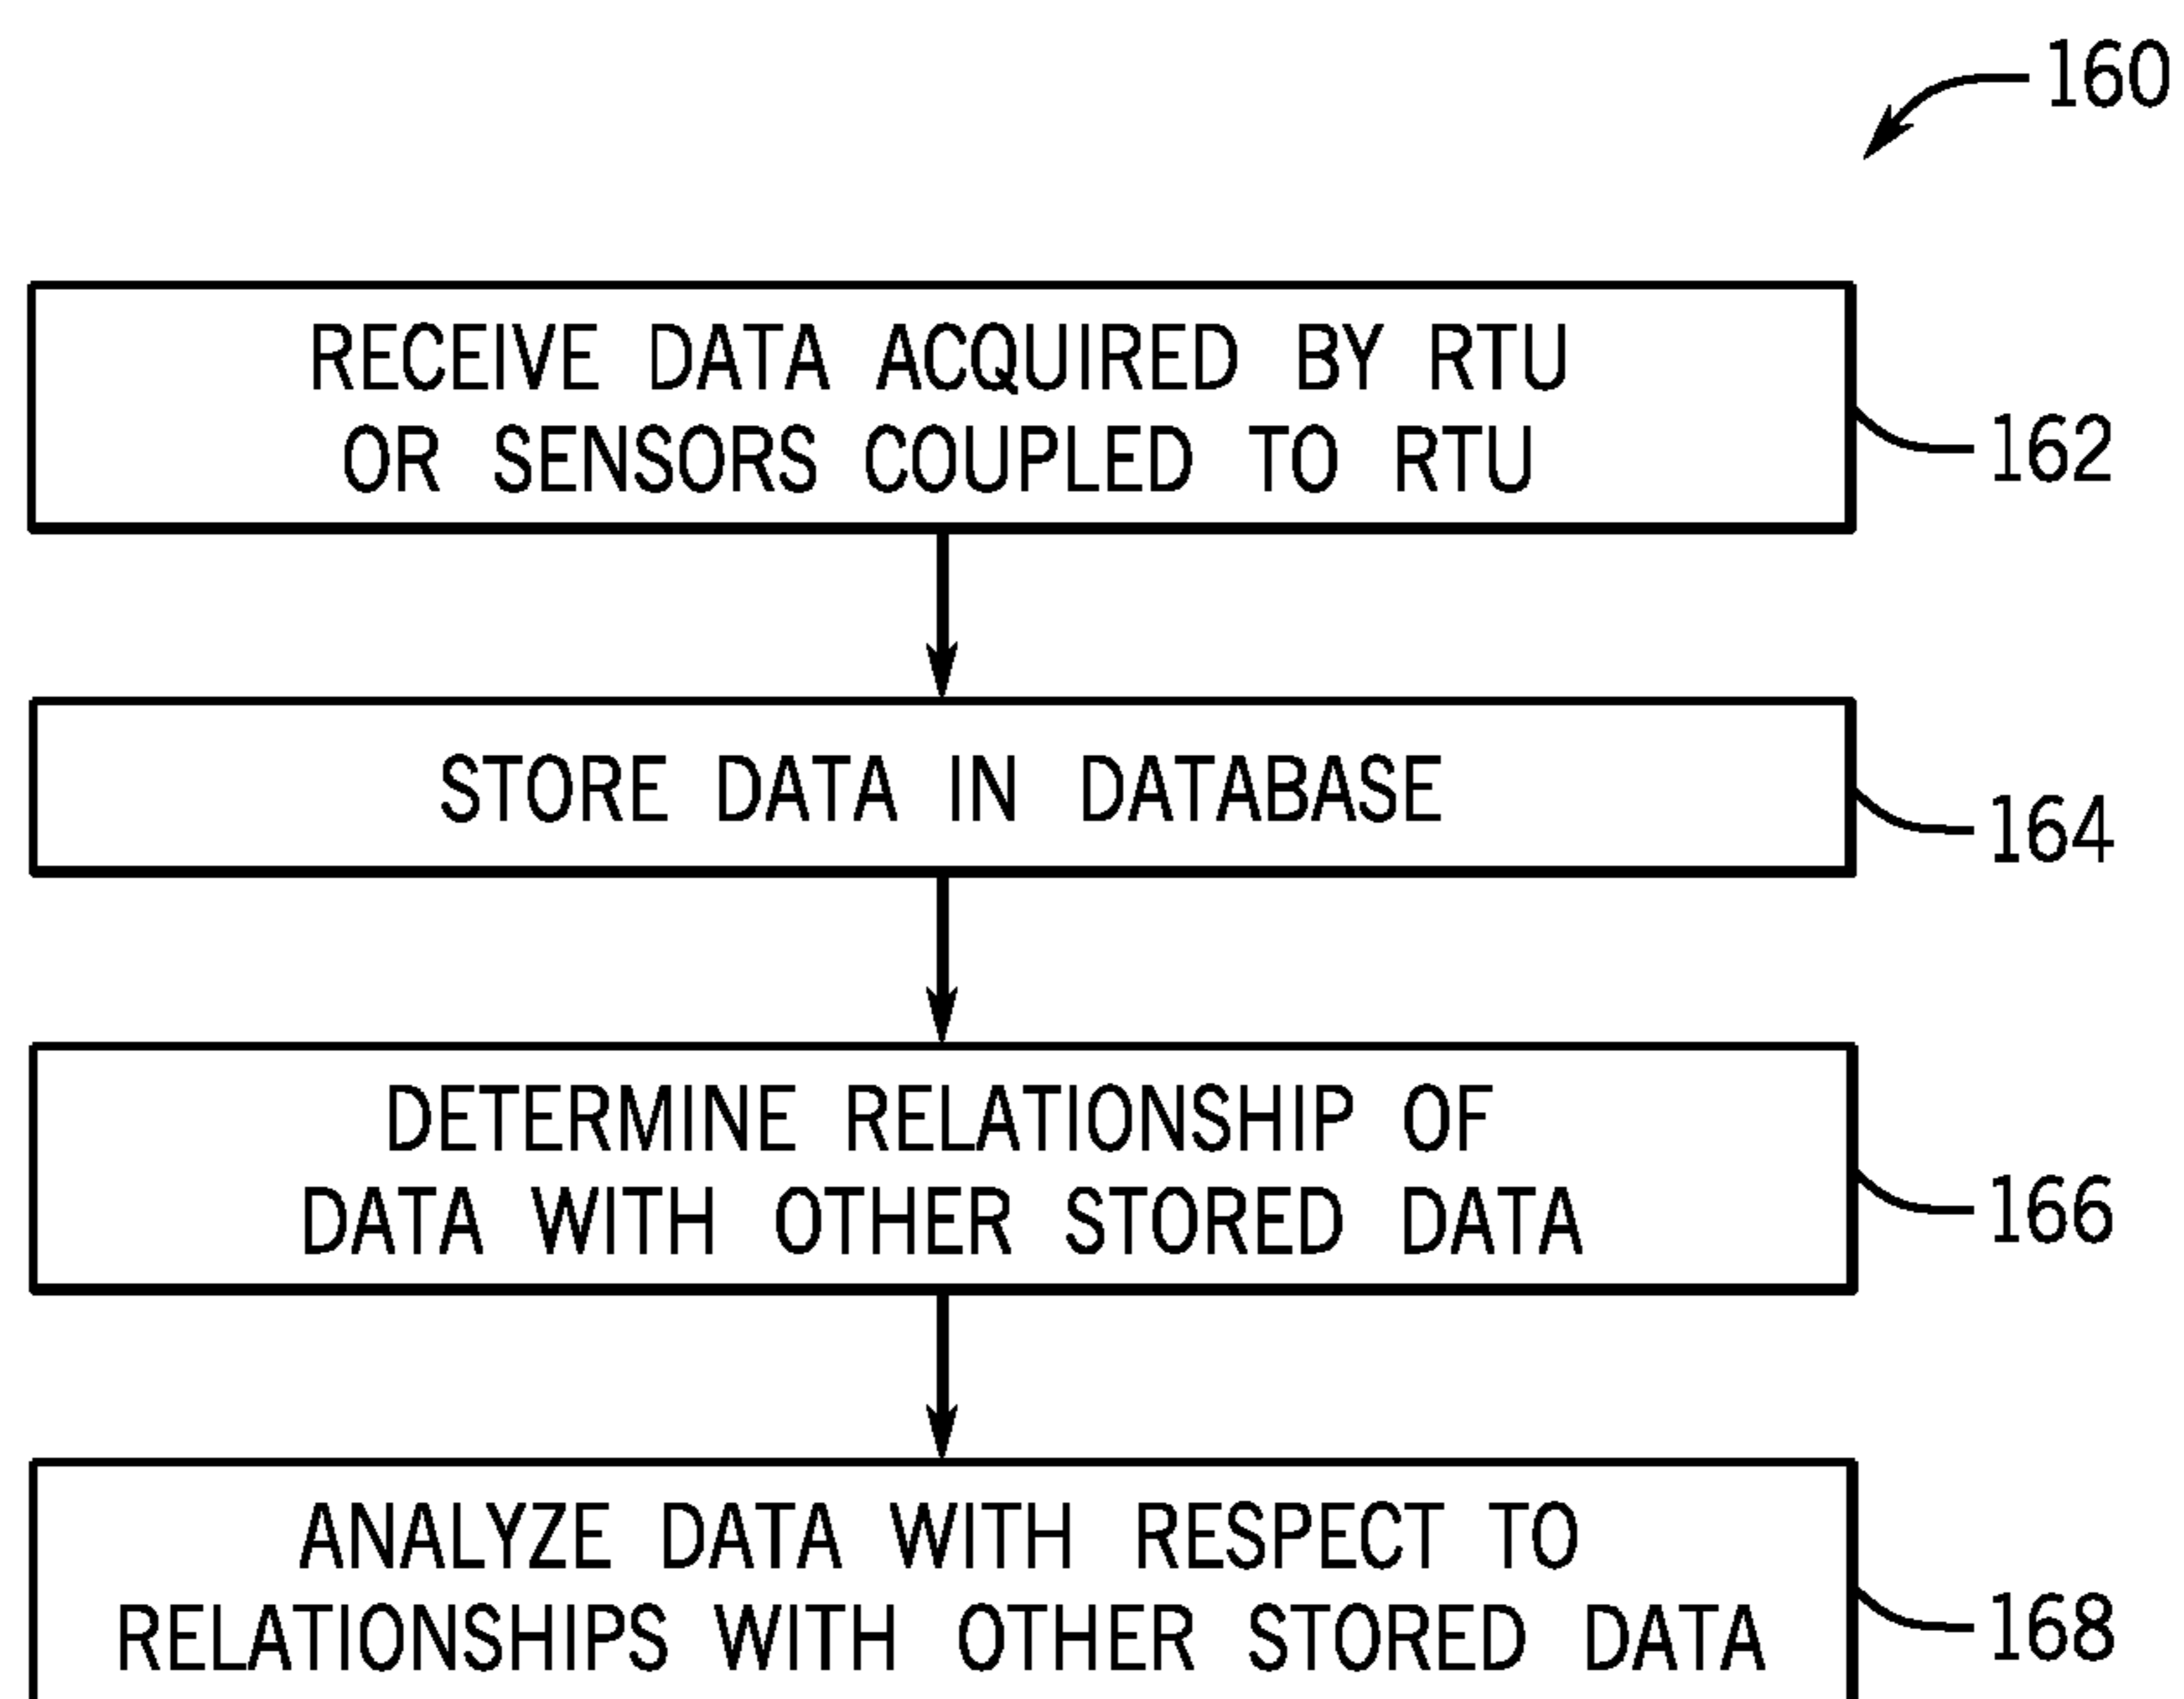 160
RECEIVE DATA ACQUIRED BY RTU
OR SENSORS COUPLED TO RTU
162
STORE DATA IN DATABASE
164
DETERMINE RELATIONSHIP OF
DATA WITH OTHER STORED DATA
166
ANALYZE DATA WITH RESPECT TO
RELATIONSHIPS WITH OTHER STORED DATA
168